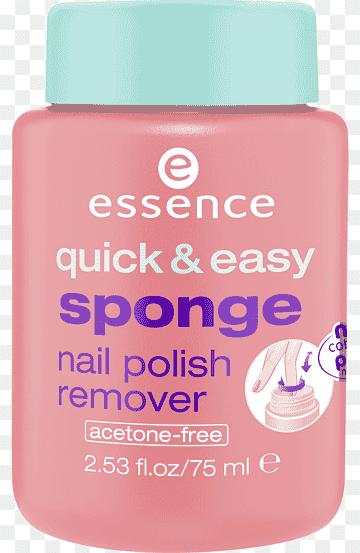 e
essence
quick & easy
sponge
nail polish
remover
acetone-free
2.53 fl.oz/75 ml ℮